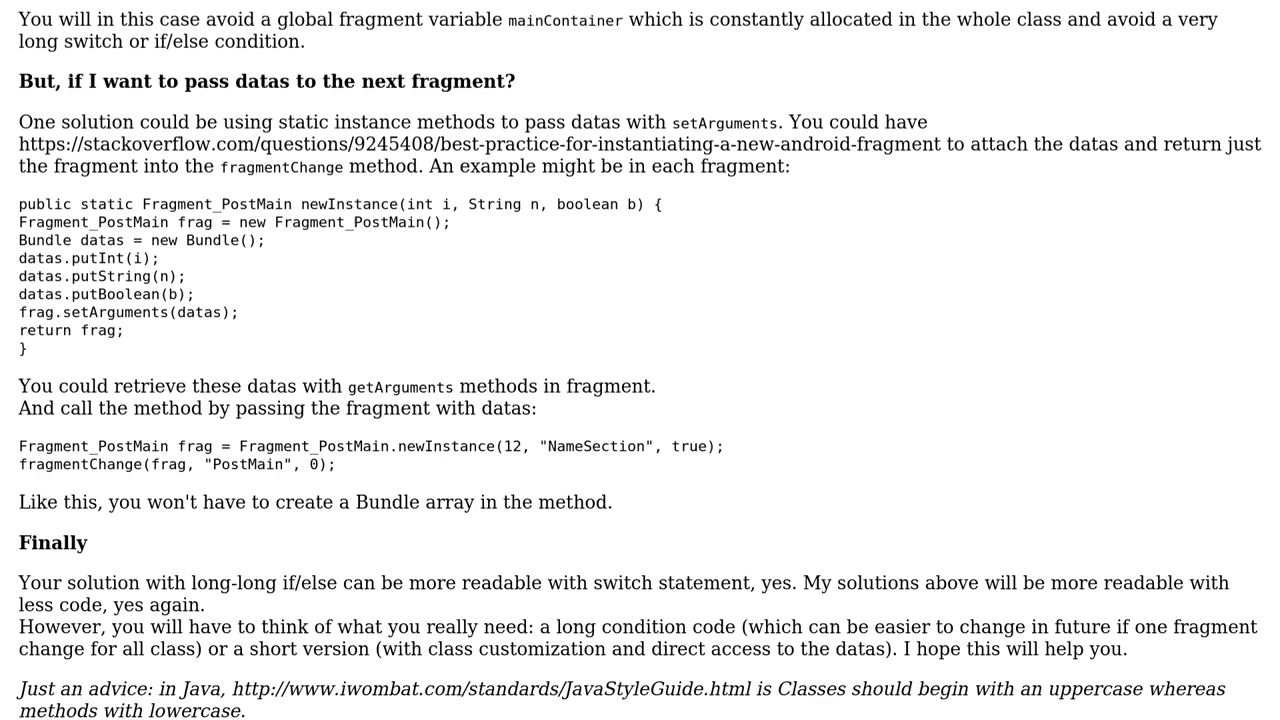 You will in this case avoid a global fragment variable mainContainer which is constantly allocated in the whole class and avoid a very
long switch or if/else condition.
But, if I want to pass datas to the next fragment?
One solution could be using static instance methods to pass datas with setArguments. You could have
https://stackoverflow.com/questions/9245408/best-practice-for-instantiating-a-new-android-fragment to attach the datas and return just
the fragment into the fragmentChange method. An example might be in each fragment:
public static Fragment_PostMain newInstance(int i, String n, boolean b) {
Fragment_PostMain frag = new Fragment_PostMain();
Bundle datas = new Bundle();
datas.putInt(i);
datas.putString(n);
datas.putBoolean(b);
frag.setArguments(datas);
return frag;
}
You could retrieve these datas with getArguments methods in fragment.
And call the method by passing the fragment with datas:
Fragment_PostMain frag = Fragment_PostMain.newInstance(12, "NameSection", true);
fragmentChange(frag, "PostMain", 0);
Like this, you won't have to create a Bundle array in the method.
Finally
Your solution with long-long if/else can be more readable with switch statement, yes. My solutions above will be more readable with
less code, yes again.
However, you will have to think of what you really need: a long condition code (which can be easier to change in future if one fragment
change for all class) or a short version (with class customization and direct access to the datas). I hope this will help you.
Just an advice: in Java, http://www.iwombat.com/standards/JavaStyleGuide.html is Classes should begin with an uppercase whereas
methods with lowercase.